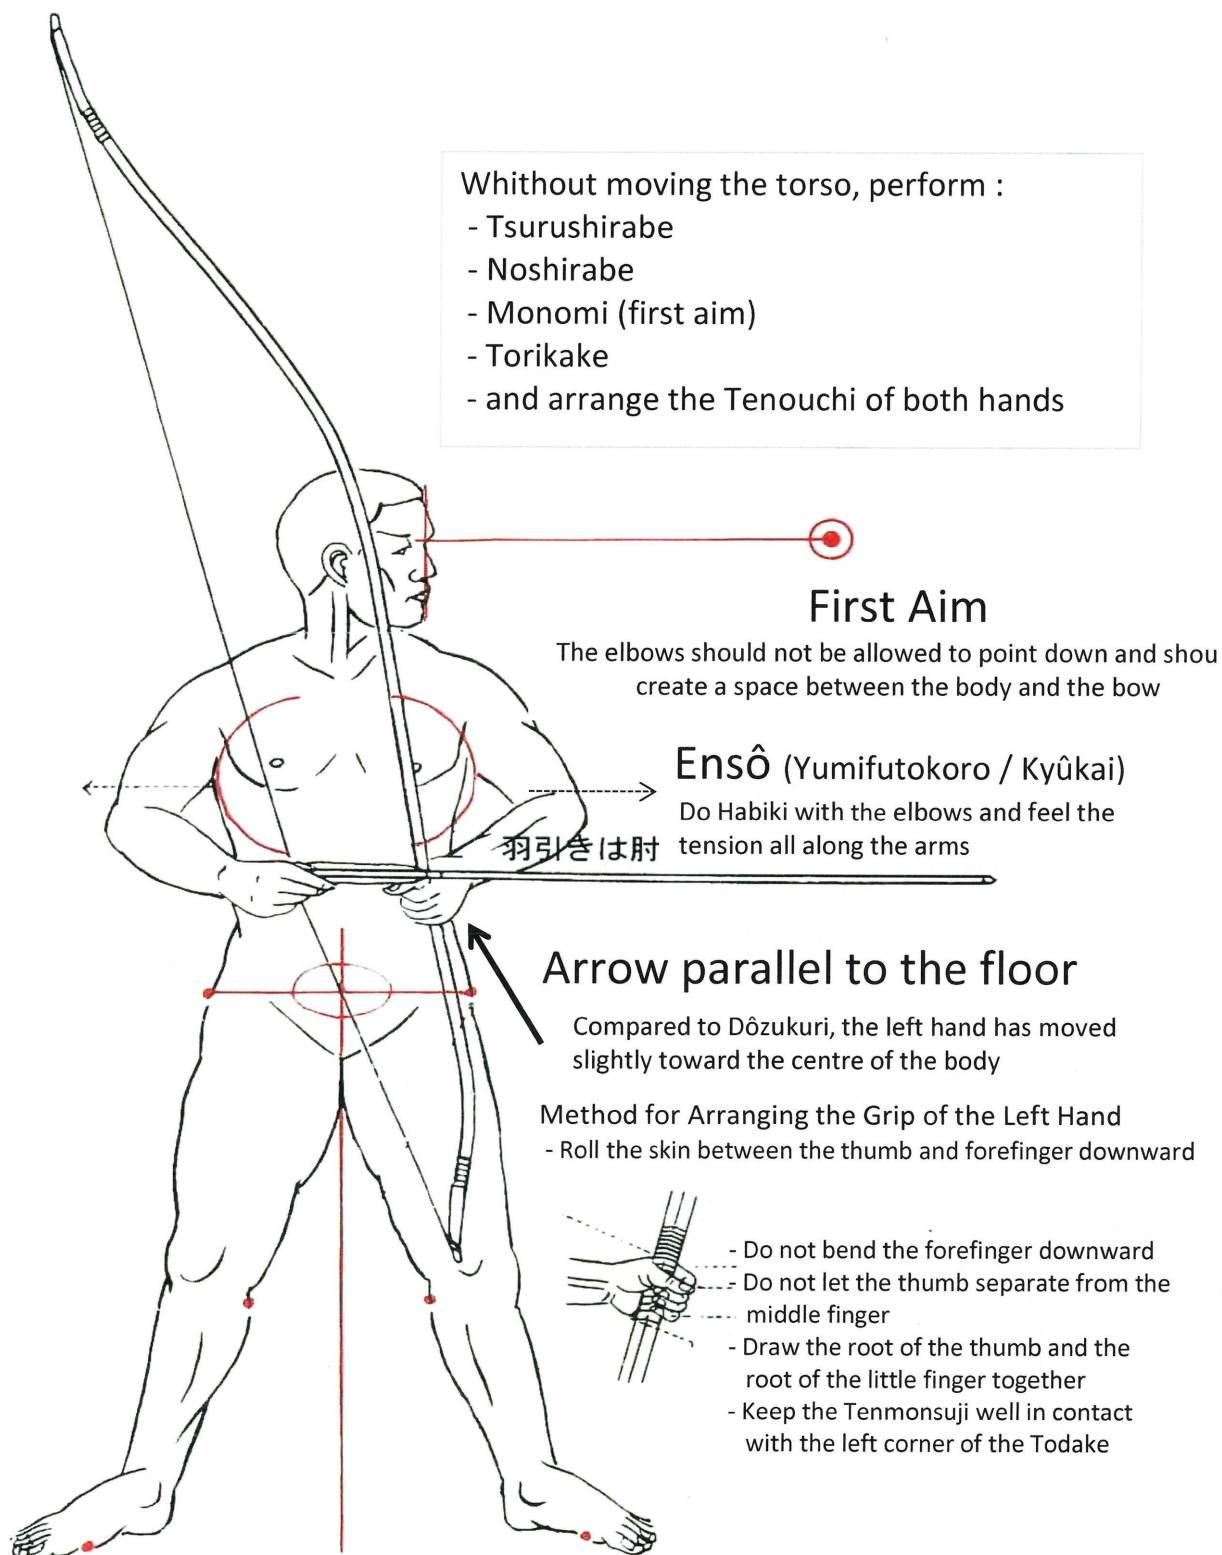 Whithout moving the torso, perform :
- Tsurushirabe
- Noshirabe
- Monomi (first aim)
- Torikake
- and arrange the Tenouchi of both hands
First Aim
The elbows should not be allowed to point down and shou
create a space between the body and the bow
Ensô (Yumifutokoro / Kyûkai)
Do Habiki with the elbows and feel the
tension all along the arms
羽引きは肘
Arrow parallel to the floor
Compared to Dôzukuri, the left hand has moved
slightly toward the centre of the body
Method for Arranging the Grip of the Left Hand
- Roll the skin between the thumb and forefinger downward
- Do not bend the forefinger downward
- Do not let the thumb separate from the
middle finger
- Draw the root of the thumb and the
root of the little finger together
- Keep the Tenmonsuji well in contact
with the left corner of the Todake